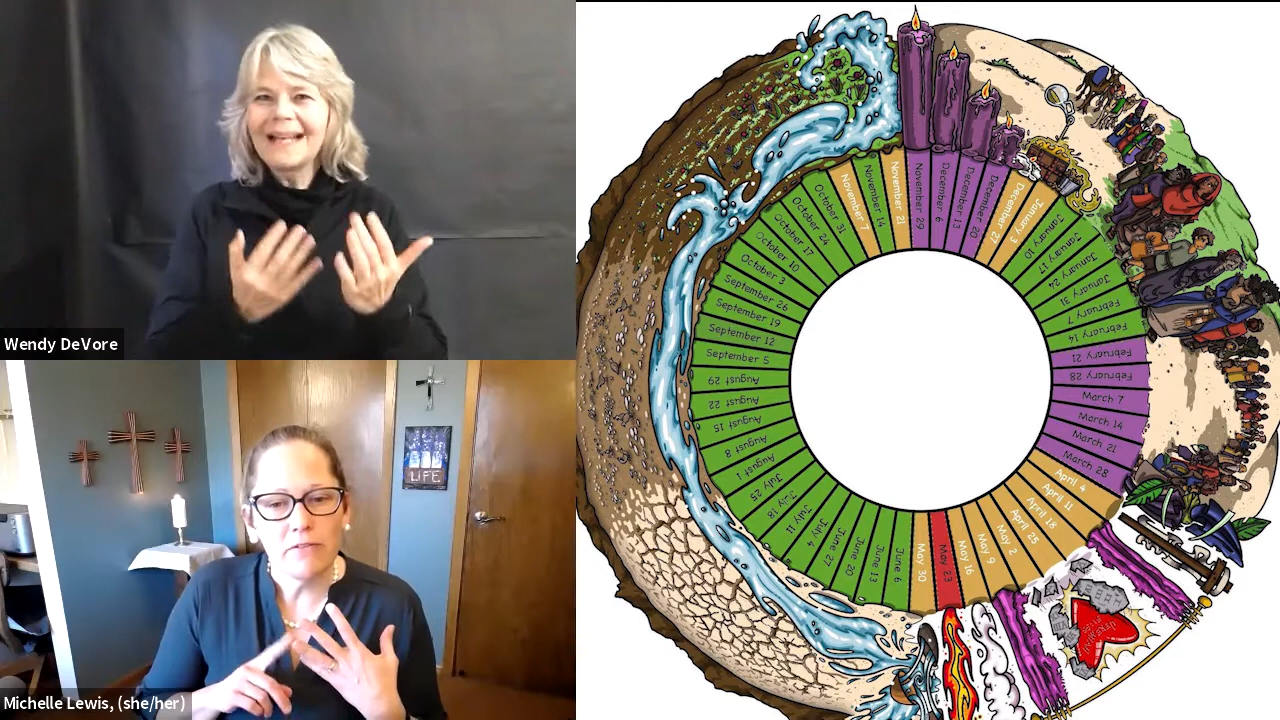 Wendy DeVore
LIFE
Michelle Lewis, (she/her)
November 29
December 6
December 13
December 20
December 27
January 3
January 10
January 17
January 24
January 31
February 7
February 14
February 21
February 28
March 7
March 14
March 21
March 28
April 4
April 11
April 18
April 25
May 2
May 9
May 16
May 23
May 30
June 6
June 13
June 20
June 27
July 4
July 11
July 18
July 25
August 1
August 8
August 15
August 22
August 29
September 5
September 12
September 19
September 26
October 3
October 10
October 17
October 24
October 31
November 7
November 14
November 21